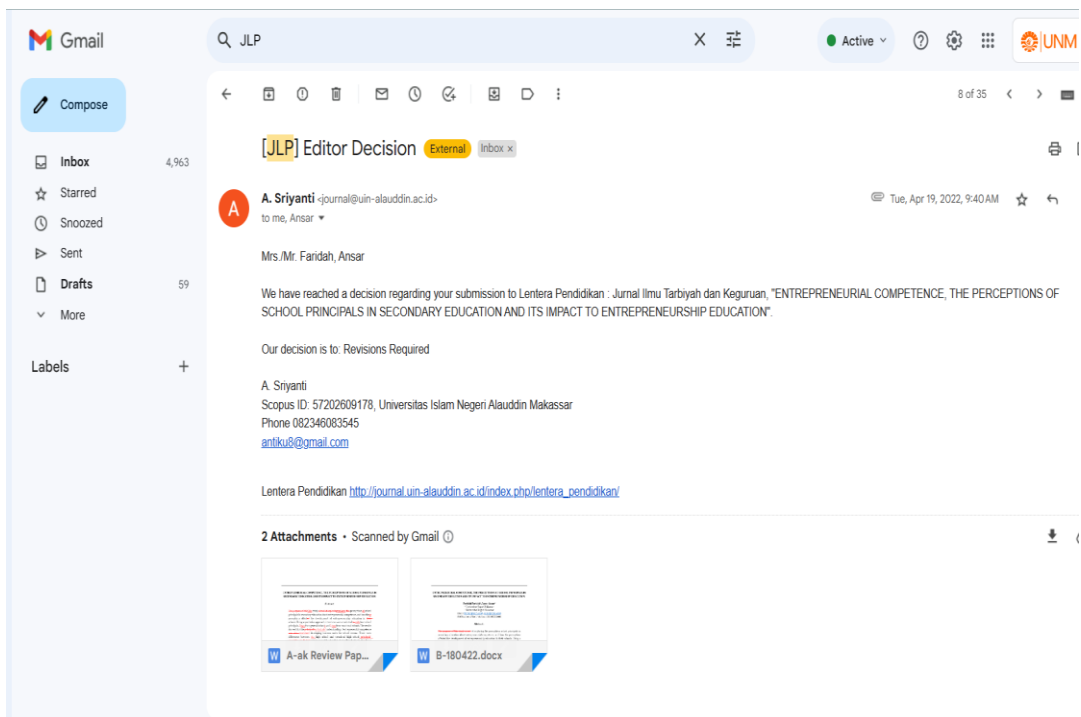 Gmail
JLP
Active
UNM
Compose
8 of 35
[JLP] Editor Decision External Inbox x
Inbox 4,963
Starred
Snoozed
Sent
Drafts 59
More
Labels
A. Sriyanti <journal@uin-alauddin.ac.id> Tue, Apr 19, 2022, 9:40 AM
to me, Ansar
Mrs./Mr. Faridah, Ansar
We have reached a decision regarding your submission to Lentera Pendidikan : Jurnal Ilmu Tarbiyah dan Keguruan, "ENTREPRENEURIAL COMPETENCE, THE PERCEPTIONS OF
SCHOOL PRINCIPALS IN SECONDARY EDUCATION AND ITS IMPACT TO ENTREPRENEURSHIP EDUCATION".
Our decision is to: Revisions Required
A. Sriyanti
Scopus ID: 57202609178, Universitas Islam Negeri Alauddin Makassar
Phone 082346083545
antiku8@gmail.com
Lentera Pendidikan http://journal.uin-alauddin.ac.id/index.php/lentera_pendidikan/
2 Attachments • Scanned by Gmail
W A-ak Review Pap...
W B-180422.docx